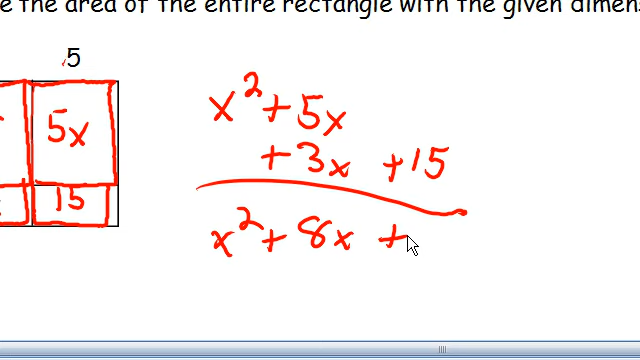 e the area of the entire rectangle with the given dimens
5
5x
15
x² + 5x
+ 3x + 15
x² + 8x +